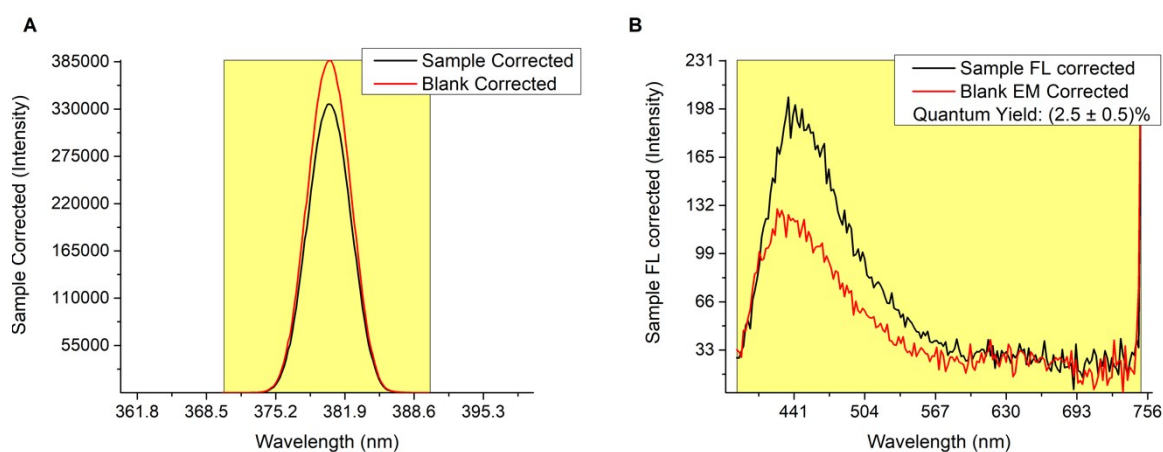 A
Sample Corrected (Intensity)
385000
330000
275000
220000
165000
110000
55000
Sample Corrected
Blank Corrected
361.8 368.5 375.2 381.9 388.6 395.3
Wavelength (nm)
B
Sample FL corrected (Intensity)
231
198
165
132
99
66
33
Sample FL corrected
Blank EM Corrected
Quantum Yield: (2.5 ± 0.5)%
441 504 567 630 693 756
Wavelength (nm)